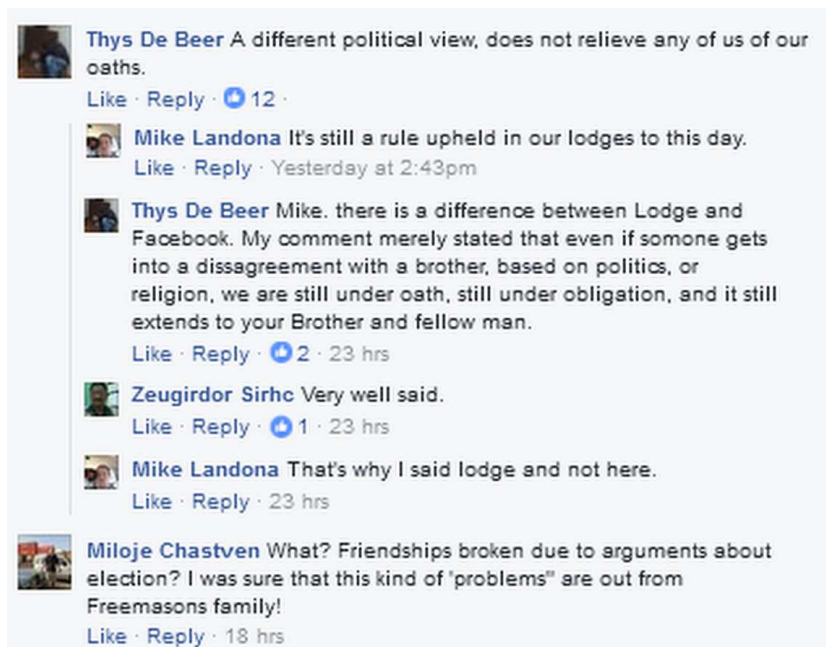 Thys De Beer A different political view, does not relieve any of us of our
oaths.
Like · Reply · 12 ·
Mike Landona It's still a rule upheld in our lodges to this day.
Like · Reply · Yesterday at 2:43pm
Thys De Beer Mike. there is a difference between Lodge and
Facebook. My comment merely stated that even if somone gets
into a dissagreement with a brother, based on politics, or
religion, we are still under oath, still under obligation, and it still
extends to your Brother and fellow man.
Like · Reply · 2 · 23 hrs
Zeugirdor Sirhc Very well said.
Like · Reply · 1 · 23 hrs
Mike Landona That's why I said lodge and not here.
Like · Reply · 23 hrs
Miloje Chastven What? Friendships broken due to arguments about
election? I was sure that this kind of 'problems" are out from
Freemasons family!
Like · Reply · 18 hrs